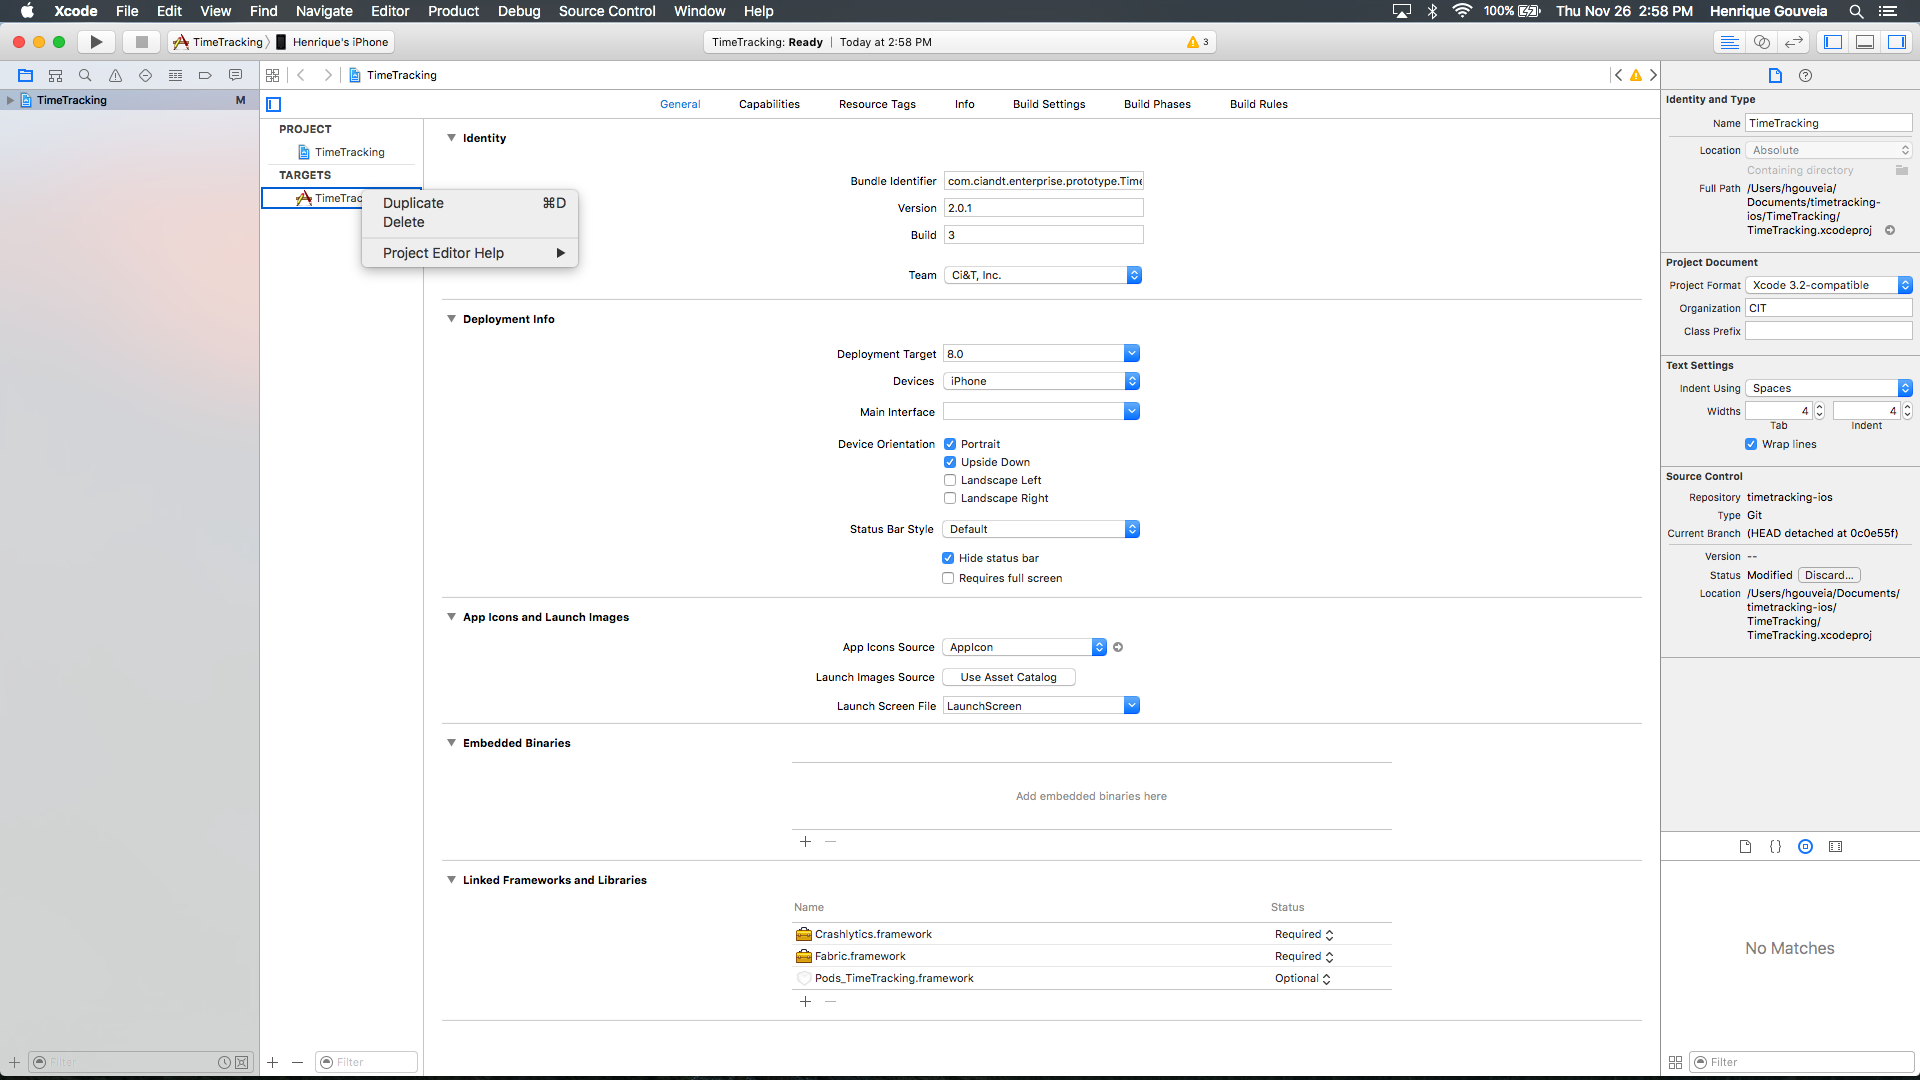 Xcode File Edit View Find Navigate Editor Product Debug Source Control Window Help 100% Thu Nov 26 2:58 PM Henrique Gouveia
TimeTracking Henrique's iPhone TimeTracking: Ready Today at 2:58 PM 3
TimeTracking
TimeTracking M
General Capabilities Resource Tags Info Build Settings Build Phases Build Rules
PROJECT
TimeTracking
TARGETS
TimeTrac
Duplicate ⌘D
Delete
Project Editor Help
Identity
Bundle Identifier com.ciandt.enterprise.prototype.Time
Version 2.0.1
Build 3
Team Ci&T, Inc.
Deployment Info
Deployment Target 8.0
Devices iPhone
Main Interface
Device Orientation Portrait
Upside Down
Landscape Left
Landscape Right
Status Bar Style Default
Hide status bar
Requires full screen
App Icons and Launch Images
App Icons Source AppIcon
Launch Images Source Use Asset Catalog
Launch Screen File LaunchScreen
Embedded Binaries
Add embedded binaries here
Linked Frameworks and Libraries
Name Status
Crashlytics.framework Required
Fabric.framework Required
Pods_TimeTracking.framework Optional
Identity and Type
Name TimeTracking
Location Absolute
Containing directory
Full Path /Users/hgouveia/
Documents/timetracking-
ios/TimeTracking/
TimeTracking.xcodeproj
Project Document
Project Format Xcode 3.2-compatible
Organization CIT
Class Prefix
Text Settings
Indent Using Spaces
Widths 4 4
Tab Indent
Wrap lines
Source Control
Repository timetracking-ios
Type Git
Current Branch (HEAD detached at 0c0e55f)
Version --
Status Modified Discard...
Location /Users/hgouveia/Documents/
timetracking-ios/
TimeTracking/
TimeTracking.xcodeproj
No Matches
Filter Filter Filter